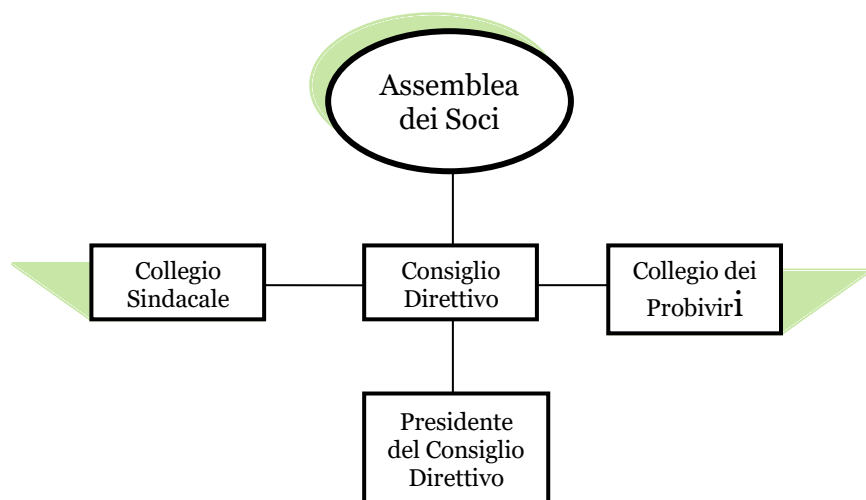 Assemblea
dei Soci
Collegio
Sindacale
Consiglio
Direttivo
Collegio dei
Probiviri
Presidente
del Consiglio
Direttivo